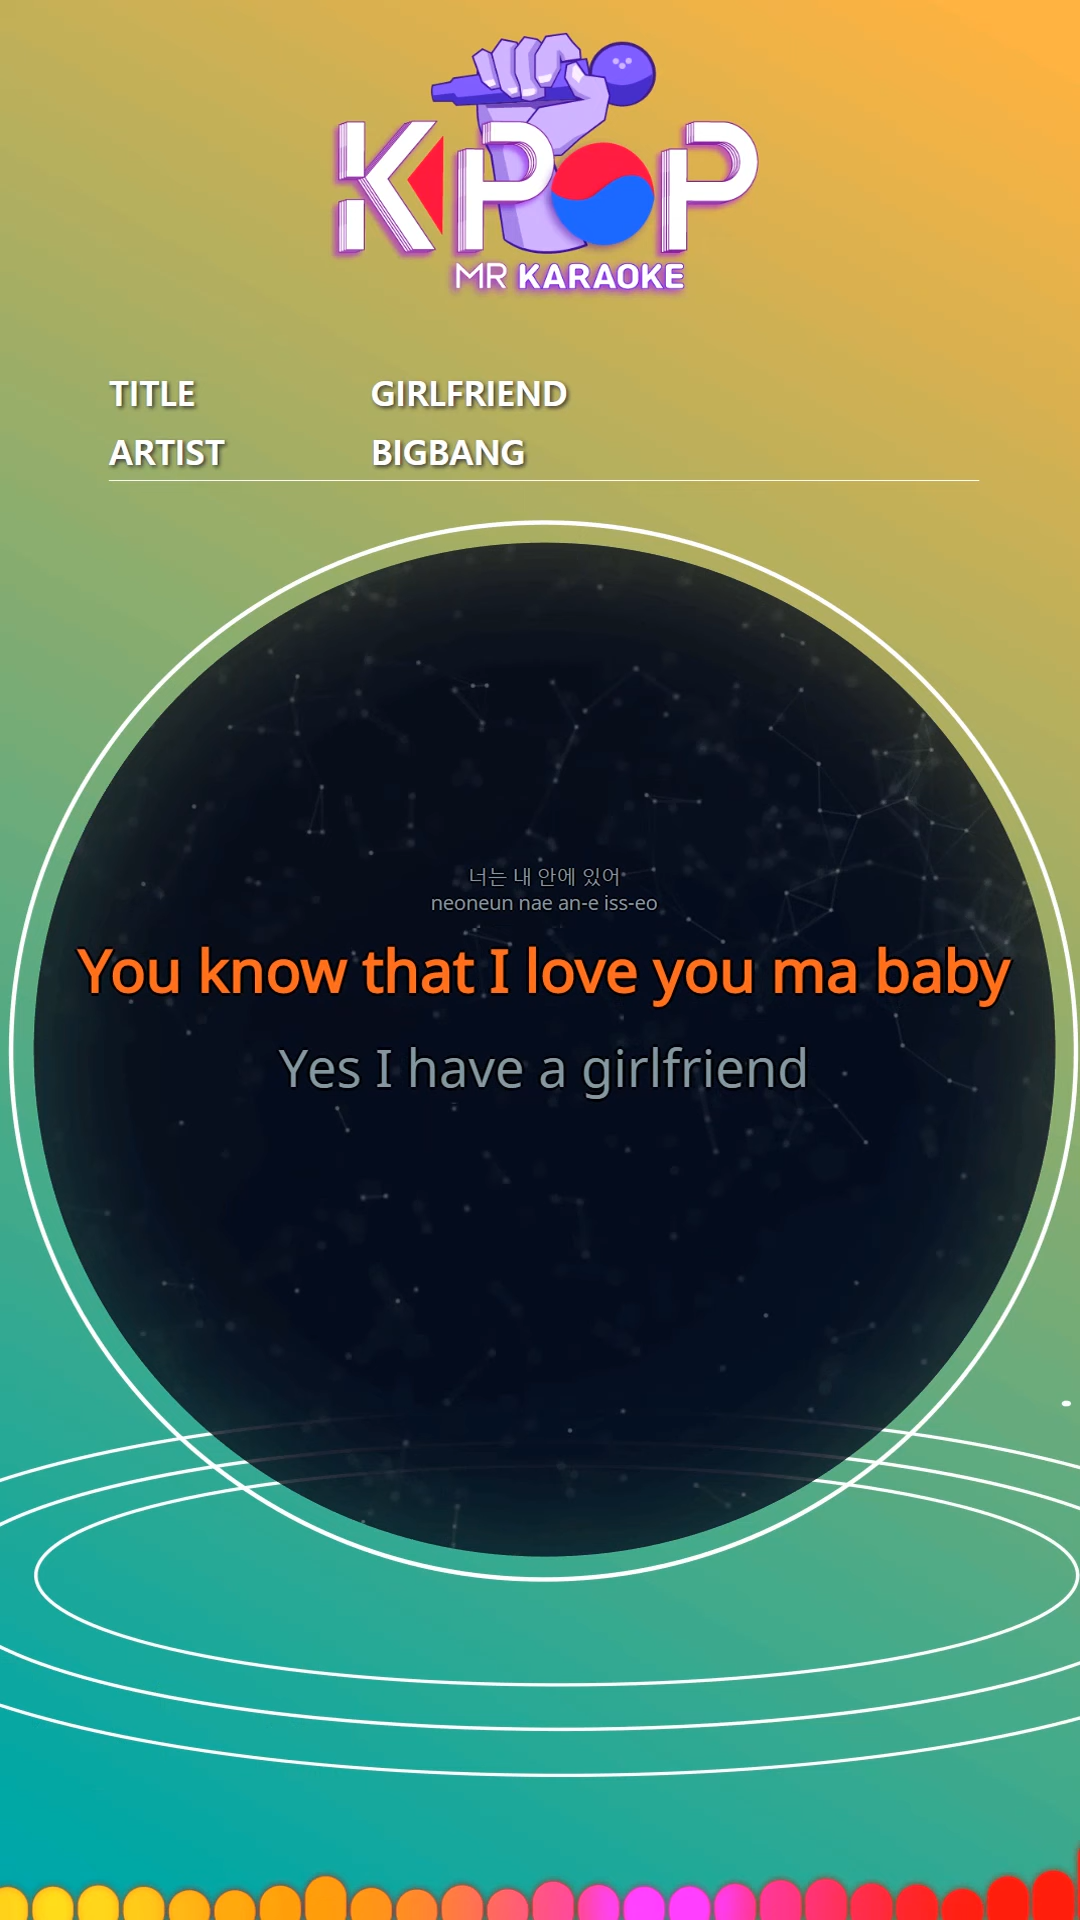 KPOP
MR KARAOKE
TITLE GIRLFRIEND
ARTIST BIGBANG
너는 내 안에 있어
neoneun nae an-e iss-eo
You know that I love you ma baby
Yes I have a girlfriend